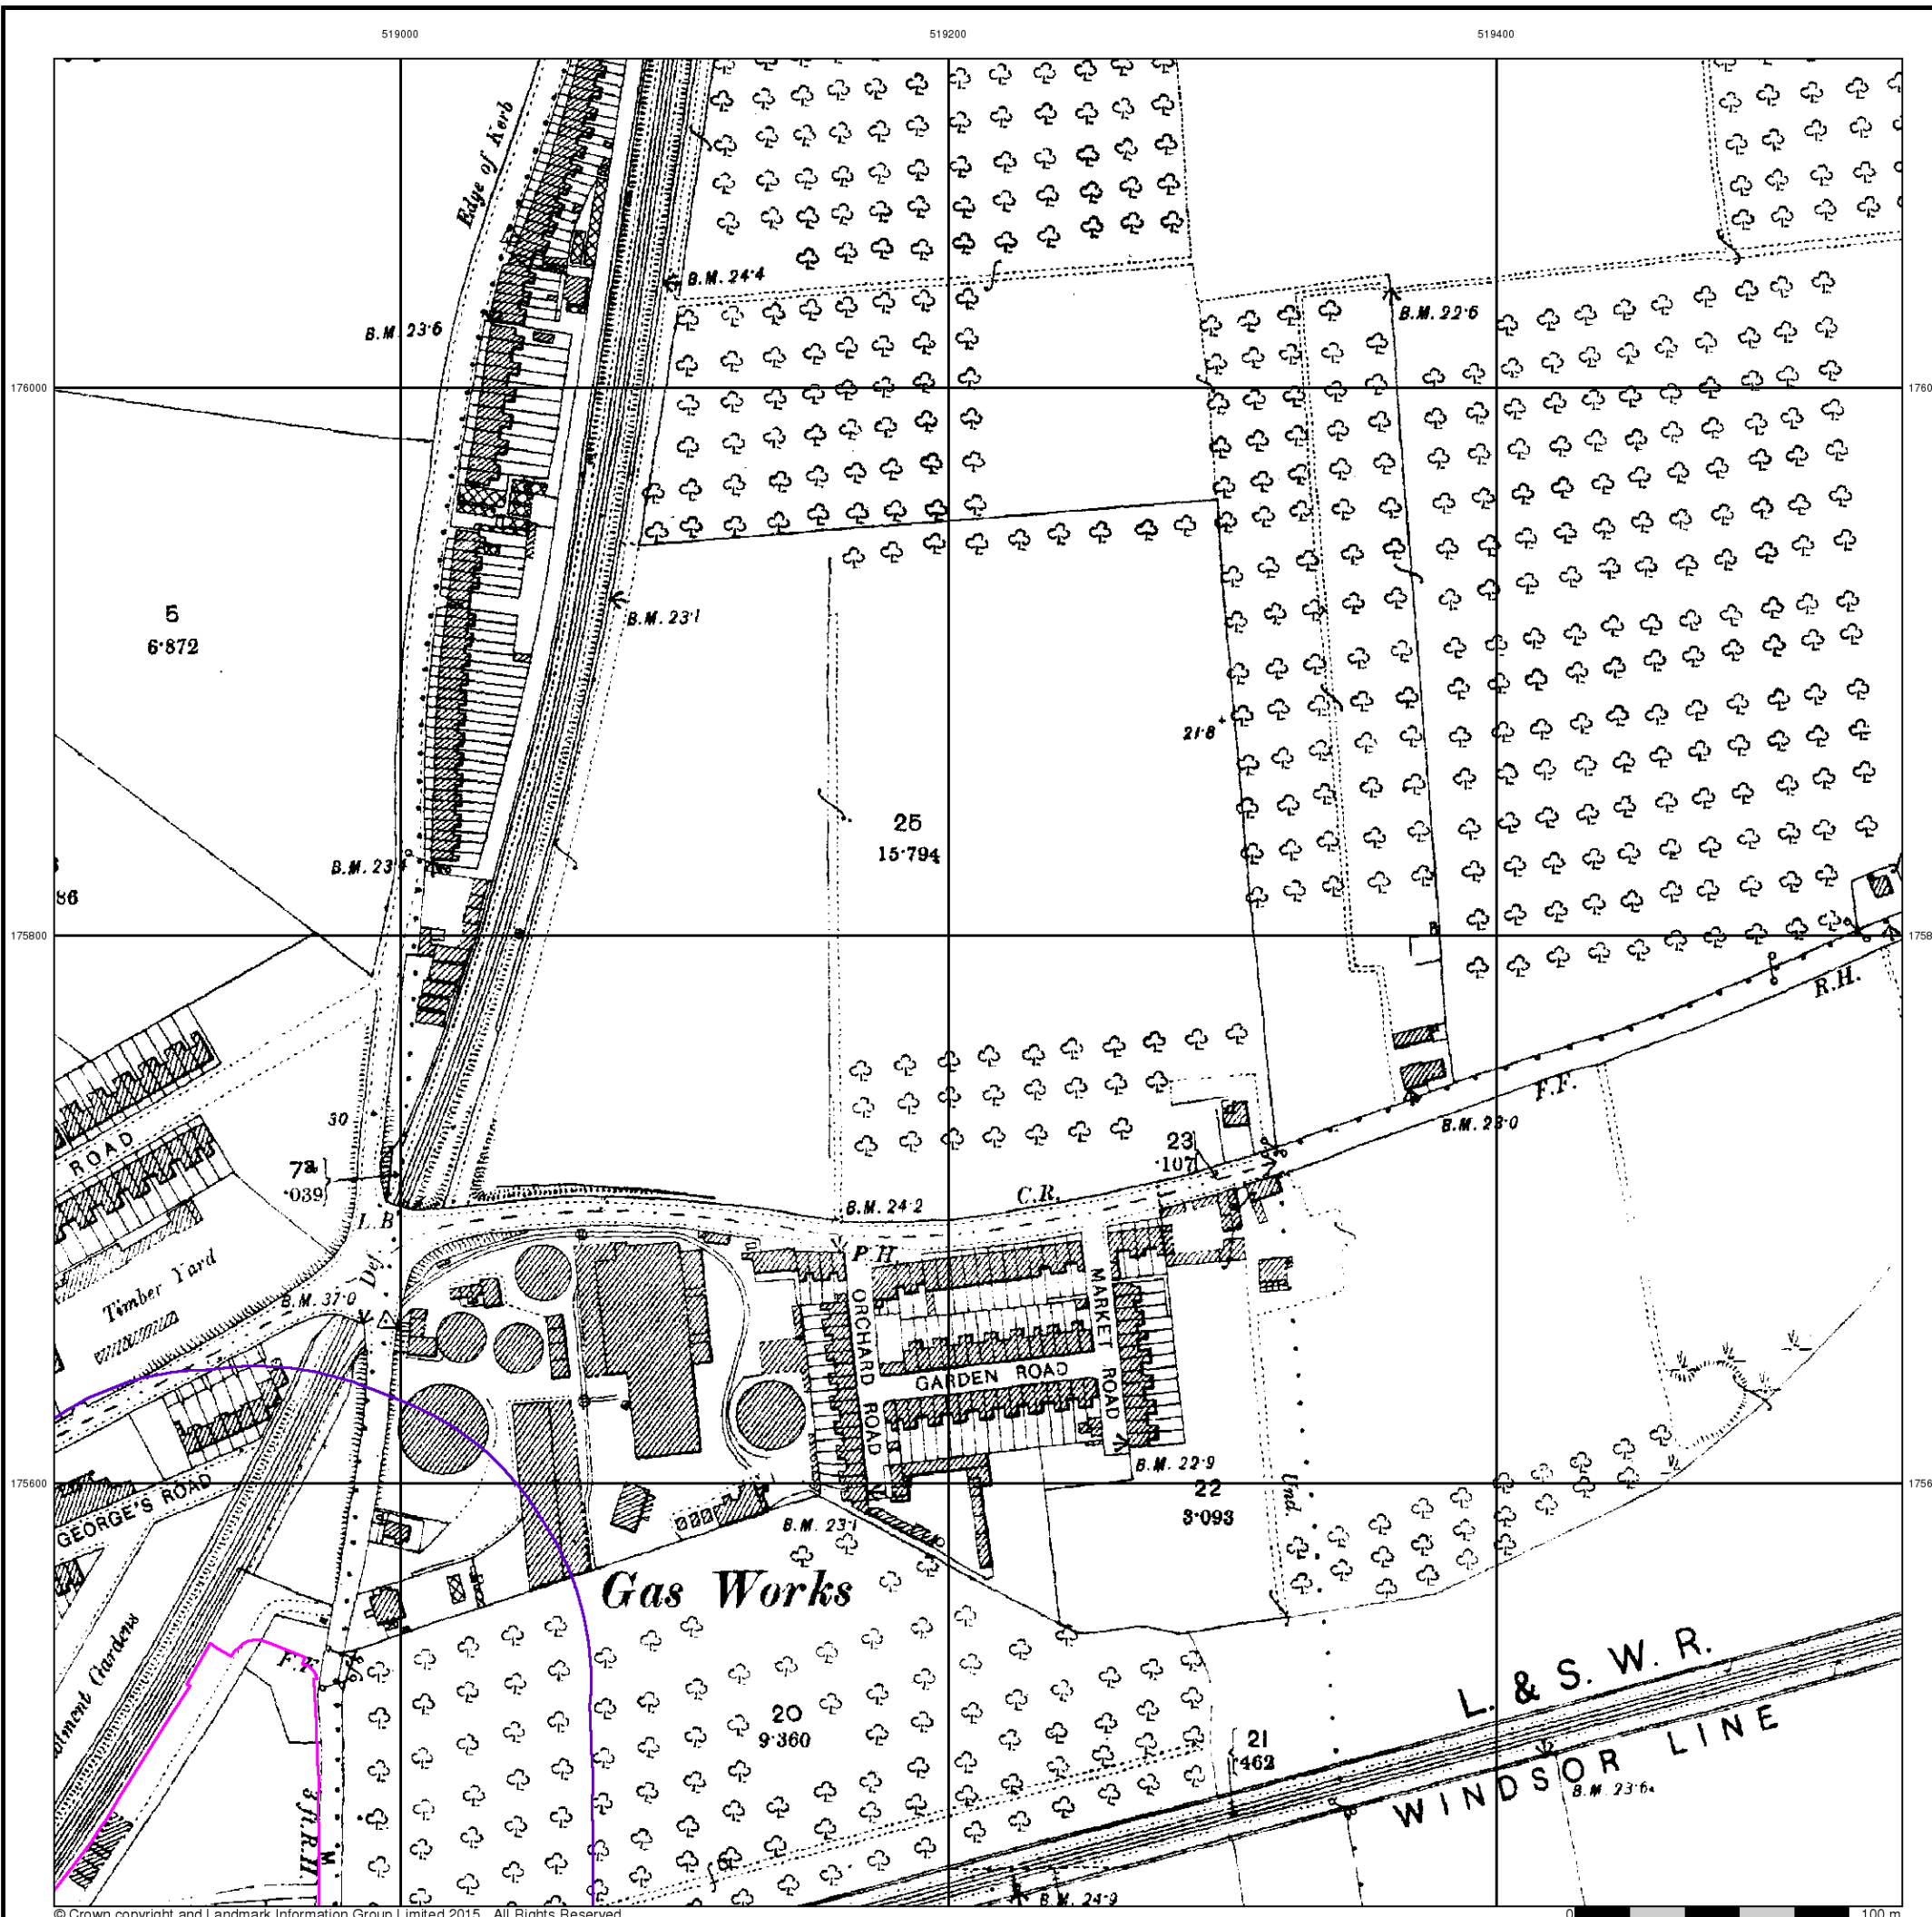 519000
519200
519400
Edge of Kerb
B.M. 24·4
B.M. 23·6
B.M. 22·6
176000
5
6·872
B.M. 23·1
21·8
25
15·794
B.M. 23·4
86
175800
R.H.
F.F.
B.M. 23·0
30
ROAD
23
·107
7a
·039
C.R.
B.M. 24·2
L.B
P.H.
Def.
Timber Yard
B.M. 37·0
ORCHARD ROAD
MARKET ROAD
GARDEN ROAD
B.M. 22·9
175600
22
3·093
Und.
GEORGE'S ROAD
B.M. 23·1
Gas Works
F.F.
L. & S. W. R.
WINDSOR LINE
20
9·360
21
·462
B.M. 23·6
3 ft. R.H.
B.M. 24·9
© Crown copyright and Landmark Information Group Limited 2015. All Rights Reserved.
0
100 m